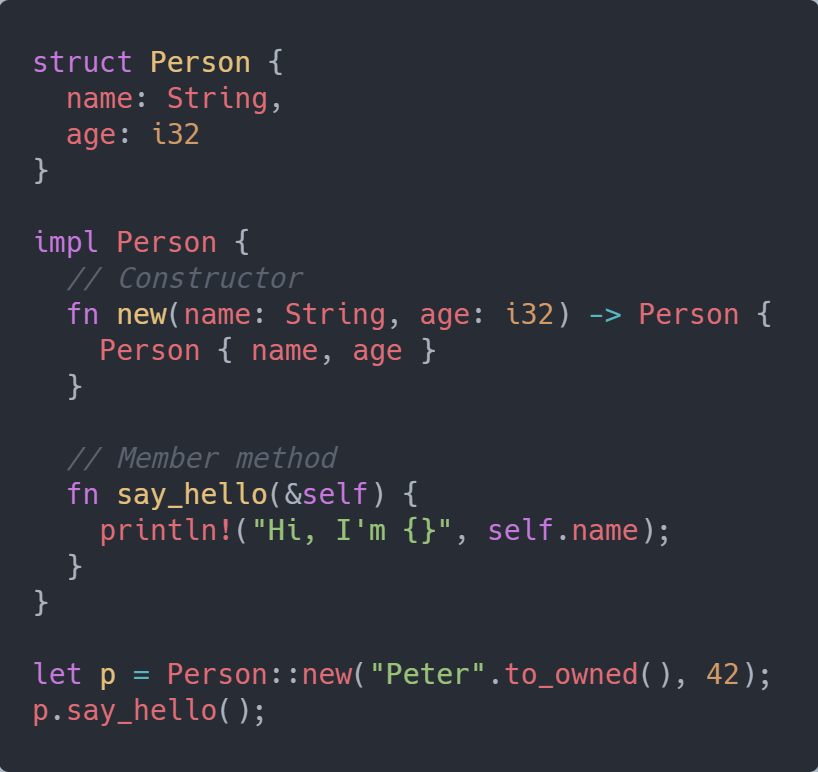 struct Person {
  name: String,
  age: i32
}

impl Person {
  // Constructor
  fn new(name: String, age: i32) -> Person {
    Person { name, age }
  }

  // Member method
  fn say_hello(&self) {
    println!("Hi, I'm {}", self.name);
  }
}

let p = Person::new("Peter".to_owned(), 42);
p.say_hello();